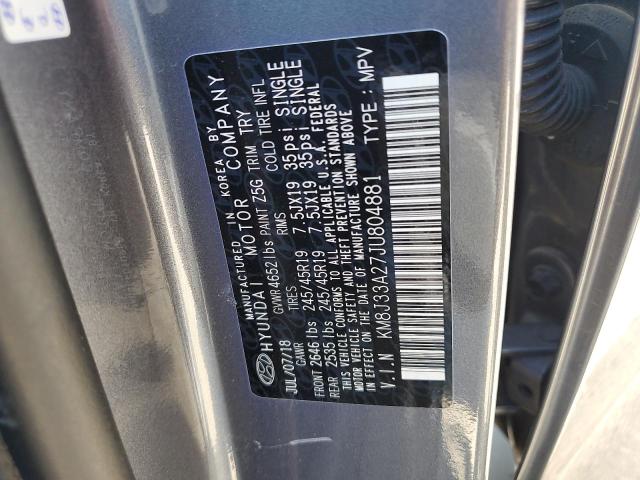 MANUFACTURED IN KOREA BY
HYUNDAI MOTOR COMPANY
GVWR 4652 lbs PAINT Z5G TRIM TRY
JUL/07/18 GAWR TIRES RIMS COLD TIRE INFL
FRONT 2646 lbs 245/45R19 7.5JX19 35psi SINGLE
REAR 2535 lbs 245/45R19 7.5JX19 35psi SINGLE
THIS VEHICLE CONFORMS TO ALL APPLICABLE U.S.A. FEDERAL
MOTOR VEHICLE SAFETY AND THEFT PREVENTION STANDARDS
IN EFFECT ON THE DATE OF MANUFACTURE SHOWN ABOVE
V.I.N KM8J33A27JU804881 TYPE : MPV